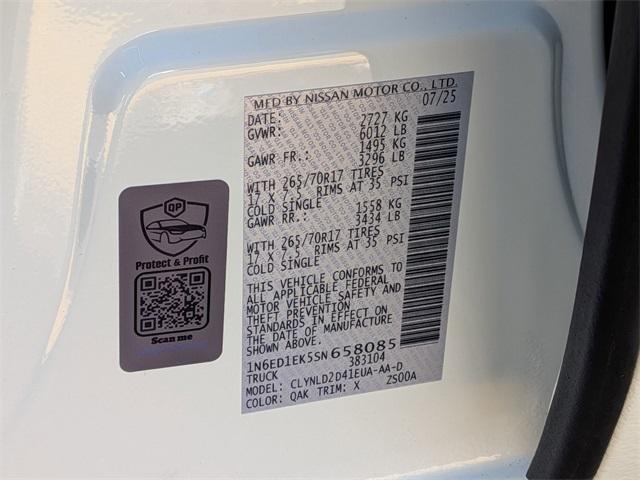 MFD BY NISSAN MOTOR CO., LTD.
DATE: 07/25
GVWR: 2727 KG
6012 LB
GAWR FR.: 1495 KG
3296 LB
WITH 265/70R17 TIRES
17 X 7.5 RIMS AT 35 PSI
COLD SINGLE
GAWR RR.: 1558 KG
3434 LB
WITH 265/70R17 TIRES
17 X 7.5 RIMS AT 35 PSI
COLD SINGLE
THIS VEHICLE CONFORMS TO
ALL APPLICABLE FEDERAL
MOTOR VEHICLE SAFETY AND
THEFT PREVENTION
STANDARDS IN EFFECT ON
THE DATE OF MANUFACTURE
SHOWN ABOVE.
1N6ED1EK5SN658085
TRUCK 383104
MODEL: CLYNLD2D41EUA-AA-D
COLOR: QAK TRIM: X ZS00A
QP
Protect & Profit
Scan me